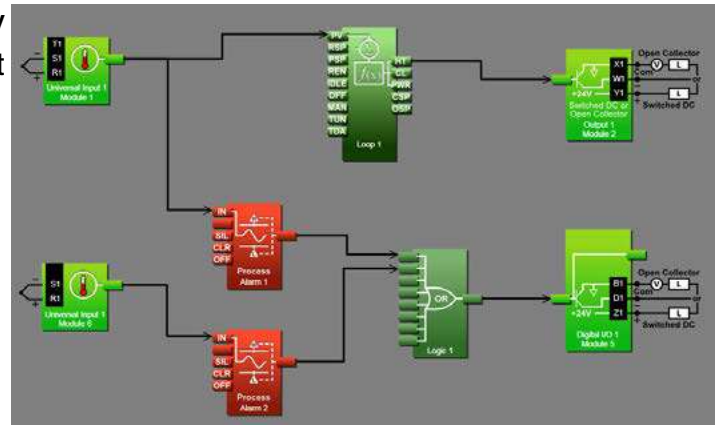 y
t
T1
S1
R1
Universal Input 1
Module 1
PV
RSP
PSP
REN
IDLE
OFF
MAN
TUN
TDA
Σ
f(x)
HT
CL
PWR
CSP
OSP
Loop 1
X1
W1
Y1
+24V
Switched DC or
Open Collector
Output 1
Module 2
Open Collector
V
L
Com
or
L
Switched DC
IN
SIL
CLR
OFF
Process
Alarm 1
S1
R1
Universal Input 1
Module 6
IN
SIL
CLR
OFF
Process
Alarm 2
OR
Logic 1
B1
D1
Z1
+24V
Digital I/O 1
Module 5
Open Collector
V
L
Com
or
L
Switched DC